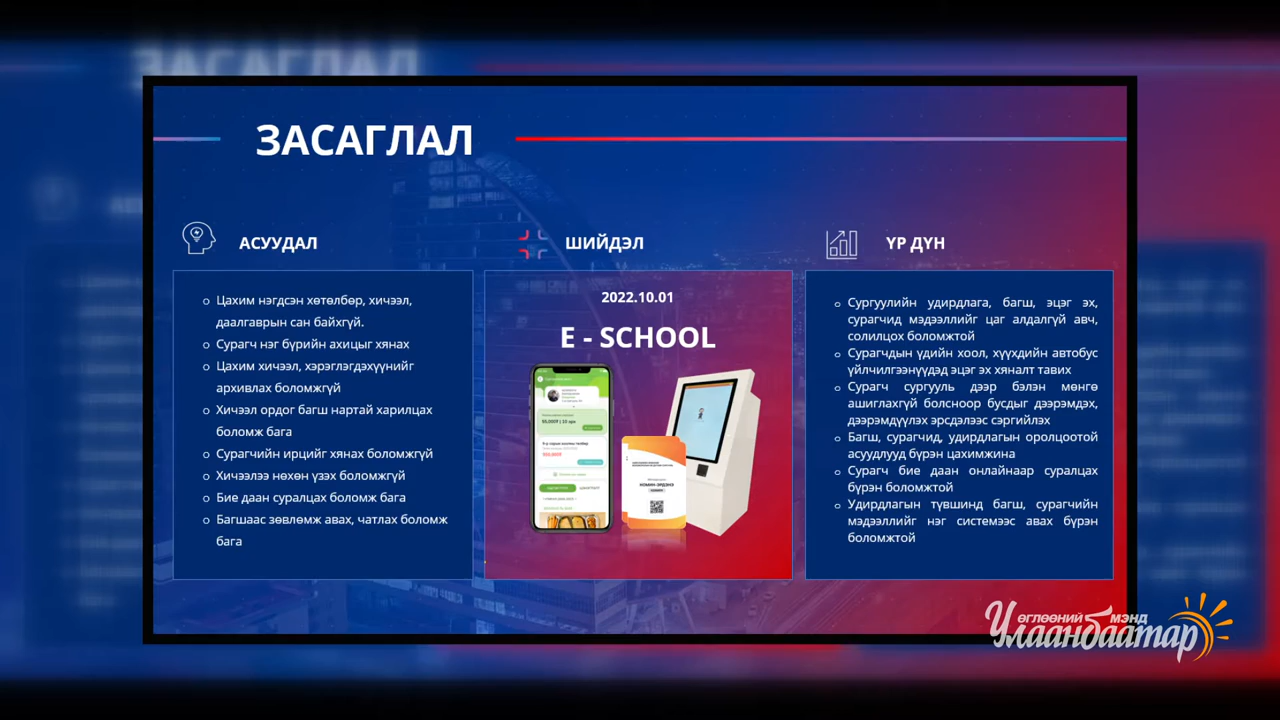 ЗАСАГЛАЛ
АСУУДАЛ
Цахим нэгдсэн хөтөлбөр, хичээл,
даалгаврын сан байхгүй.
Сурагч нэг бүрийн ахицыг хянах
Цахим хичээл, хэрэглэгдэхүүнийг
архивлах боломжгүй
Хичээл ордог багш нартай харилцах
боломж бага
Сурагчийн ирцийг хянах боломжгүй
Хичээлээ нөхөн үзэх боломжгүй
Бие даан суралцах боломж бага
Багшаас зөвлөмж авах, чатлах боломж
бага
ШИЙДЭЛ
2022.10.01
E - SCHOOL
НОМИН-ЭРДЭНЭ
ҮР ДҮН
Сургуулийн удирдлага, багш, эцэг эх,
сурагчид мэдээллийг цаг алдалгүй авч,
солилцох боломжтой
Сурагчдын үдийн хоол, хүүхдийн автобус
үйлчилгээнүүдэд эцэг эх хяналт тавих
Сурагч сургууль дээр бэлэн мөнгө
ашиглахгүй болсноор бусдыг дээрэмдэх,
дээрэмдүүлэх эрсдэлээс сэргийлэх
Багш, сурагчид, удирдлагын оролцоотой
асуудлууд бүрэн цахимжина
Сурагч бие даан онлайнаар суралцах
бүрэн боломжтой
Удирдлагын түвшинд багш, сурагчийн
мэдээллийг нэг системээс авах бүрэн
боломжтой
ӨГЛӨӨНИЙ МЭНД
Улаанбаатар